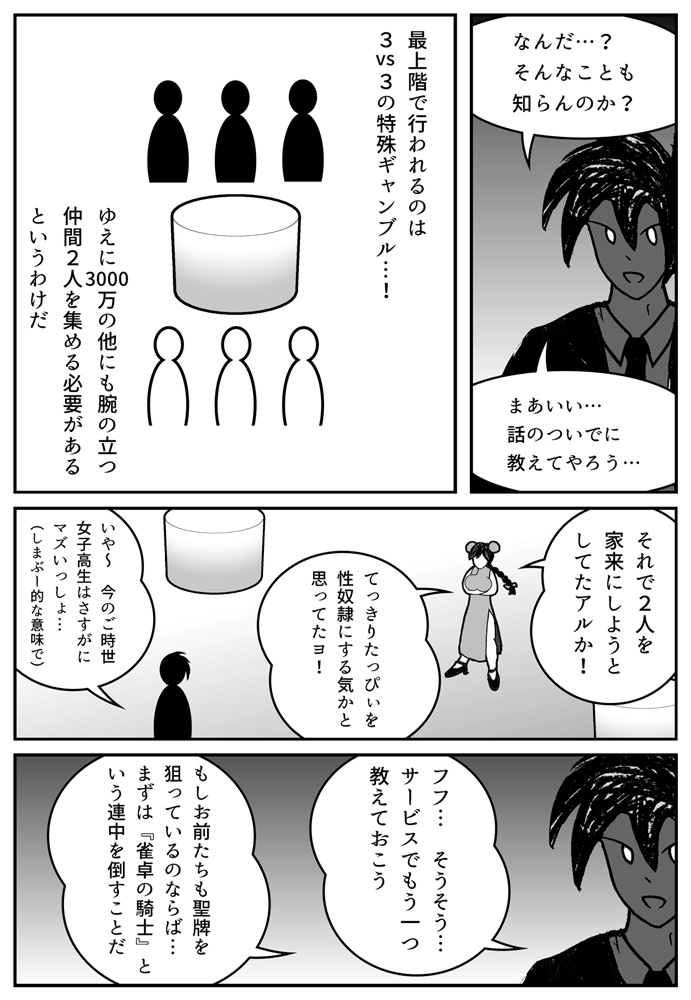 なんだ…？
そんなことも
知らんのか？
まあいい…
話のついでに
教えてやろう…
最上階で行われるのは
３vs３の特殊ギャンブル…！
ゆえに3000万の他にも腕の立つ
仲間２人を集める必要がある
というわけだ
それで２人を
家来にしようと
してたアルか！
てっきりたっぴぃを
性奴隷にする気かと
思ってたヨ！
いや～　今のご時世
女子高生はさすがに
マズいっしょ…
（しまぶー的な意味で）
フフ…　そうそう…
サービスでもう一つ
教えておこう
もしお前たちも聖牌を
狙っているのならば…
まずは『雀卓の騎士』と
いう連中を倒すことだ